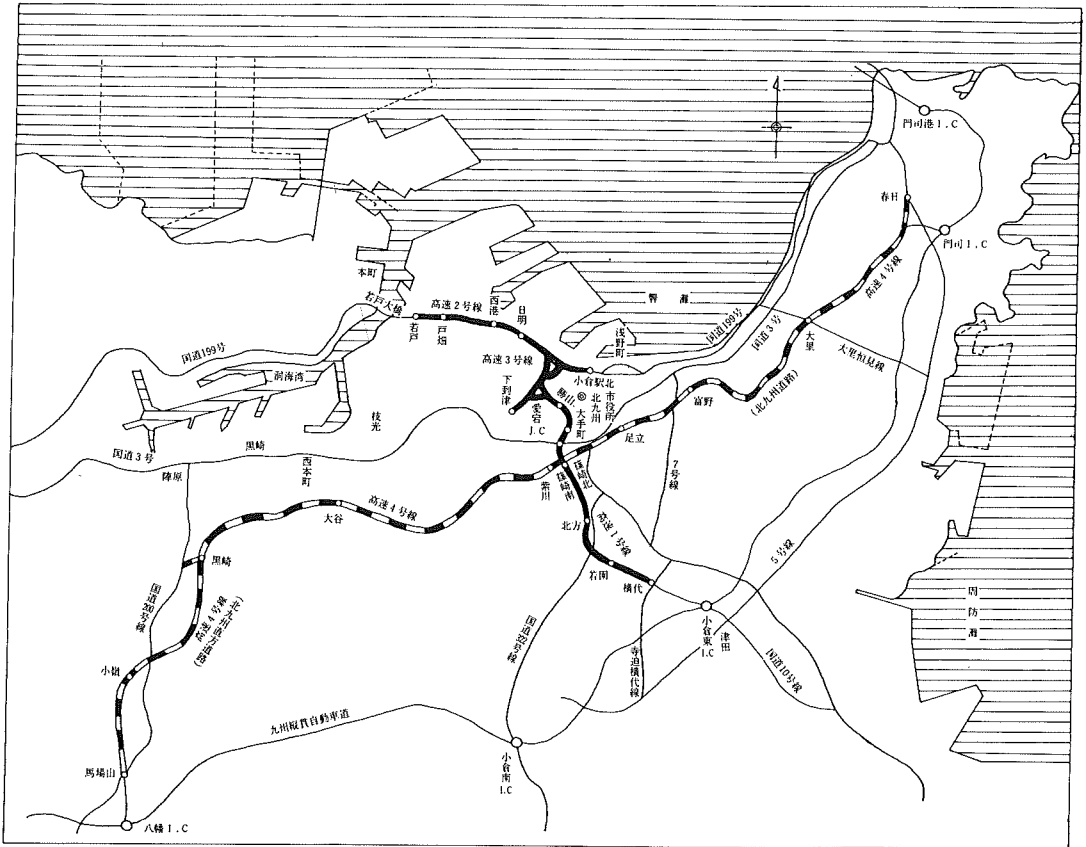 門司港I.C
春日
門司I.C
高速4号線
本町
若戸大橋
高速2号線
西港
日明
響灘
若戸
戸畑
浅野町
国道199号
国道3号
大里
大里恒見線
国道199号
高速3号線
洞海湾
下到津
小倉駅北
勝山
北九州
市役所
愛宕
I.C
大手町
富野
(北九州道路)
枝光
足立
国道3号
黒崎
陣原
西本町
篠崎北
篠崎南
7号線
紫川
大谷
高速4号線
北方
高速1号線
5号線
黒崎
若園
横代
周防灘
国道200号線
高速4号線
(北九州直方道路)
小倉東
I.C
津田
国道322号線
寺迫横代線
国道10号線
小嶺
九州縦貫自動車道
馬場山
小倉南
I.C
八幡I.C